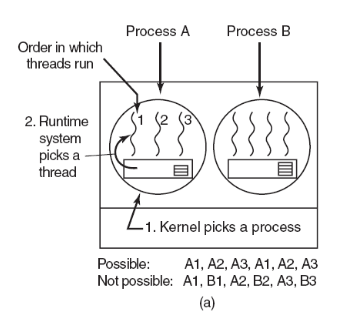 Process A
Process B
Order in which
threads run
1 2 3
2. Runtime
system
picks a
thread
1. Kernel picks a process
Possible: A1, A2, A3, A1, A2, A3
Not possible: A1, B1, A2, B2, A3, B3
(a)